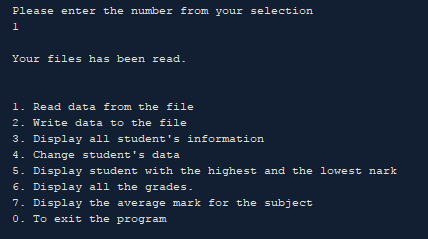 Please enter the number from your selection
1
Your files has been read.
1. Read data from the file
2. Write data to the file
3. Display all student's information
4. Change student's data
5. Display student with the highest and the lowest nark
6. Display all the grades.
7. Display the average mark for the subject
0. To exit the program